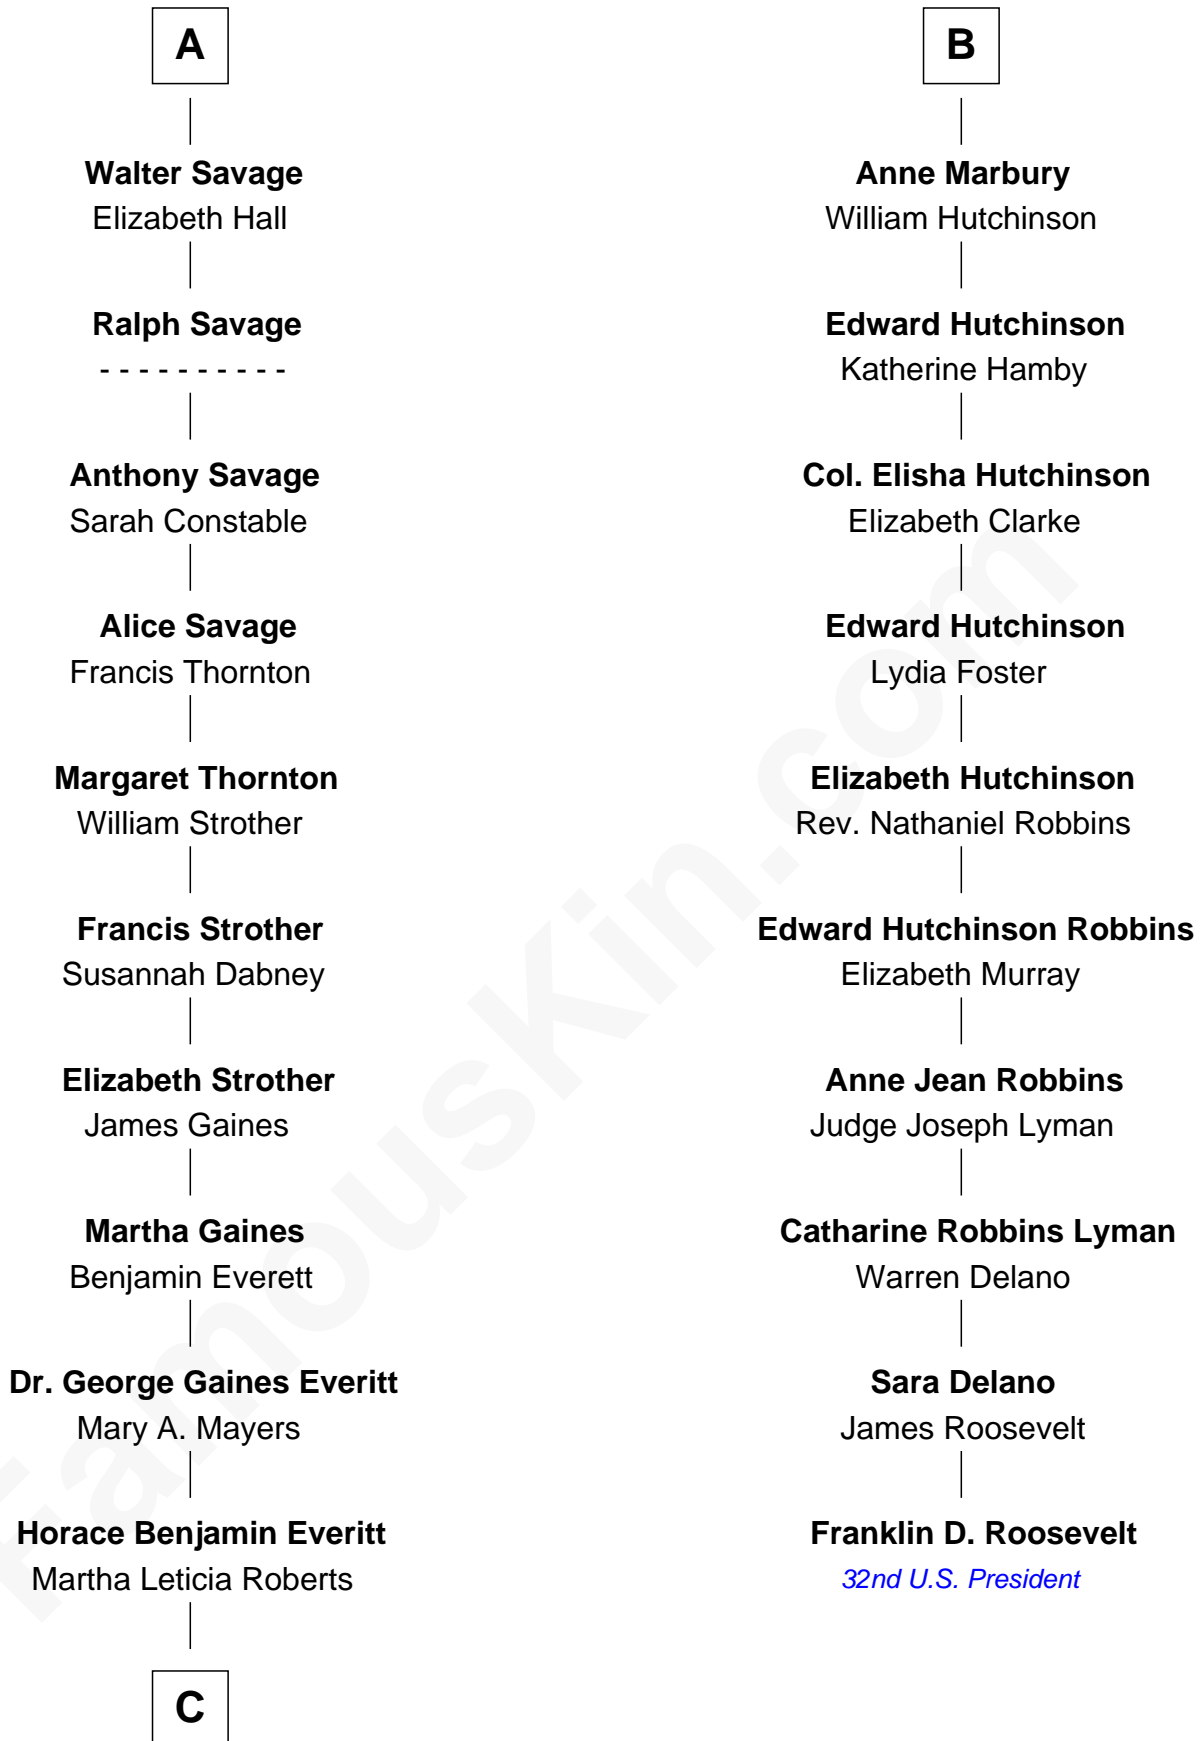 A
Walter Savage
Elizabeth Hall
Ralph Savage
- - - - - - - - - -
Anthony Savage
Sarah Constable
Alice Savage
Francis Thornton
Margaret Thornton
William Strother
Francis Strother
Susannah Dabney
Elizabeth Strother
James Gaines
Martha Gaines
Benjamin Everett
Dr. George Gaines Everitt
Mary A. Mayers
Horace Benjamin Everitt
Martha Leticia Roberts
C
B
Anne Marbury
William Hutchinson
Edward Hutchinson
Katherine Hamby
Col. Elisha Hutchinson
Elizabeth Clarke
Edward Hutchinson
Lydia Foster
Elizabeth Hutchinson
Rev. Nathaniel Robbins
Edward Hutchinson Robbins
Elizabeth Murray
Anne Jean Robbins
Judge Joseph Lyman
Catharine Robbins Lyman
Warren Delano
Sara Delano
James Roosevelt
Franklin D. Roosevelt
32nd U.S. President
FamousKin.com